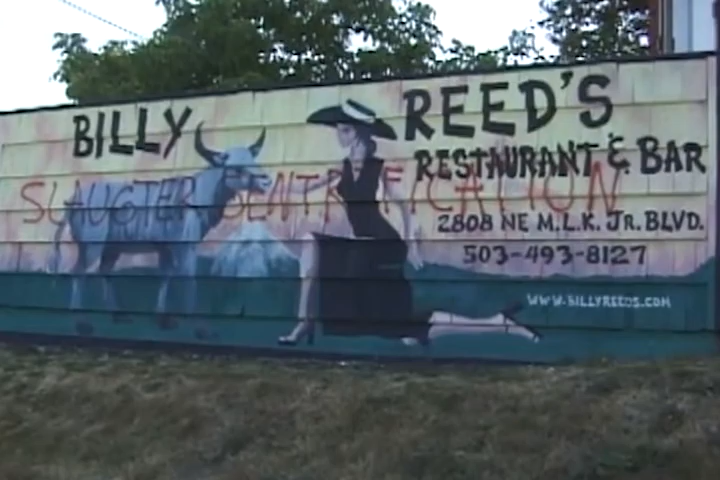 BILLY REED'S
RESTAURANT & BAR
SLAUGTER GENTRIFICATION
2808 NE M.L.K. JR. BLVD.
503-493-8127
WWW.BILLYREEDS.COM